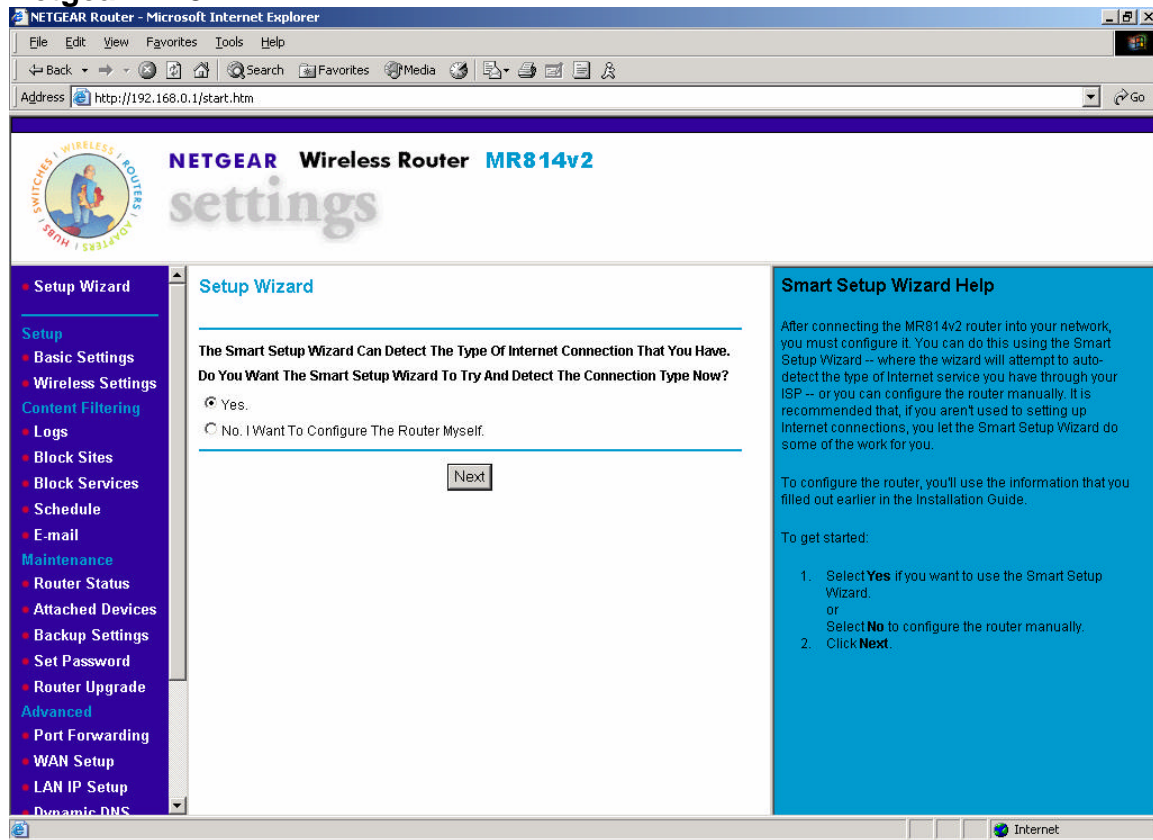 NETGEAR Router - Microsoft Internet Explorer
File Edit View Favorites Tools Help
Back Search Favorites Media
Address http://192.168.0.1/start.htm Go
SWITCHES | WIRELESS | ROUTERS | ADAPTERS | HUBS |
NETGEAR Wireless Router MR814v2
settings
Setup Wizard
Setup
Basic Settings
Wireless Settings
Content Filtering
Logs
Block Sites
Block Services
Schedule
E-mail
Maintenance
Router Status
Attached Devices
Backup Settings
Set Password
Router Upgrade
Advanced
Port Forwarding
WAN Setup
LAN IP Setup
Dynamic DNS
Setup Wizard
The Smart Setup Wizard Can Detect The Type Of Internet Connection That You Have.
Do You Want The Smart Setup Wizard To Try And Detect The Connection Type Now?
Yes.
No. I Want To Configure The Router Myself.
Next
Smart Setup Wizard Help
After connecting the MR814v2 router into your network,
you must configure it. You can do this using the Smart
Setup Wizard -- where the wizard will attempt to auto-
detect the type of Internet service you have through your
ISP -- or you can configure the router manually. It is
recommended that, if you aren't used to setting up
Internet connections, you let the Smart Setup Wizard do
some of the work for you.
To configure the router, you'll use the information that you
filled out earlier in the Installation Guide.
To get started:
1. Select Yes if you want to use the Smart Setup
Wizard.
or
Select No to configure the router manually.
2. Click Next.
Internet